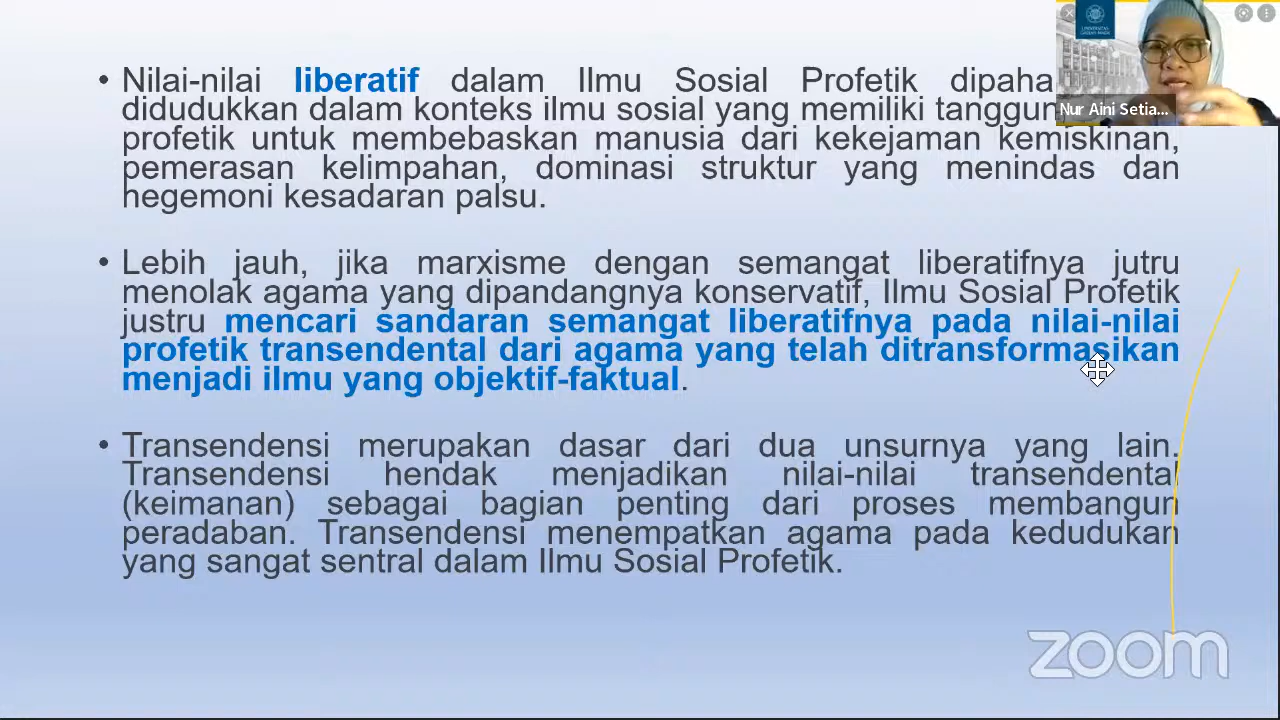 • Nilai-nilai liberatif dalam Ilmu Sosial Profetik
didudukkan dalam konteks ilmu sosial yang memiliki
profetik untuk membebaskan manusia dari kekejaman kemiskinan,
pemerasan kelimpahan, dominasi struktur yang menindas dan
hegemoni kesadaran palsu.
• Lebih jauh, jika marxisme dengan semangat liberatifnya jutru
menolak agama yang dipandangnya konservatif, Ilmu Sosial Profetik
justru mencari sandaran semangat liberatifnya pada nilai-nilai
profetik transendental dari agama yang telah ditransformasikan
menjadi ilmu yang objektif-faktual.
• Transendensi merupakan dasar dari dua unsurnya yang lain.
Transendensi hendak menjadikan nilai-nilai transendental
(keimanan) sebagai bagian penting dari proses membangun
peradaban. Transendensi menempatkan agama pada kedudukan
yang sangat sentral dalam Ilmu Sosial Profetik.
UNIVERSITAS
GADJAH MADA
Nur Aini Setia...
zoom